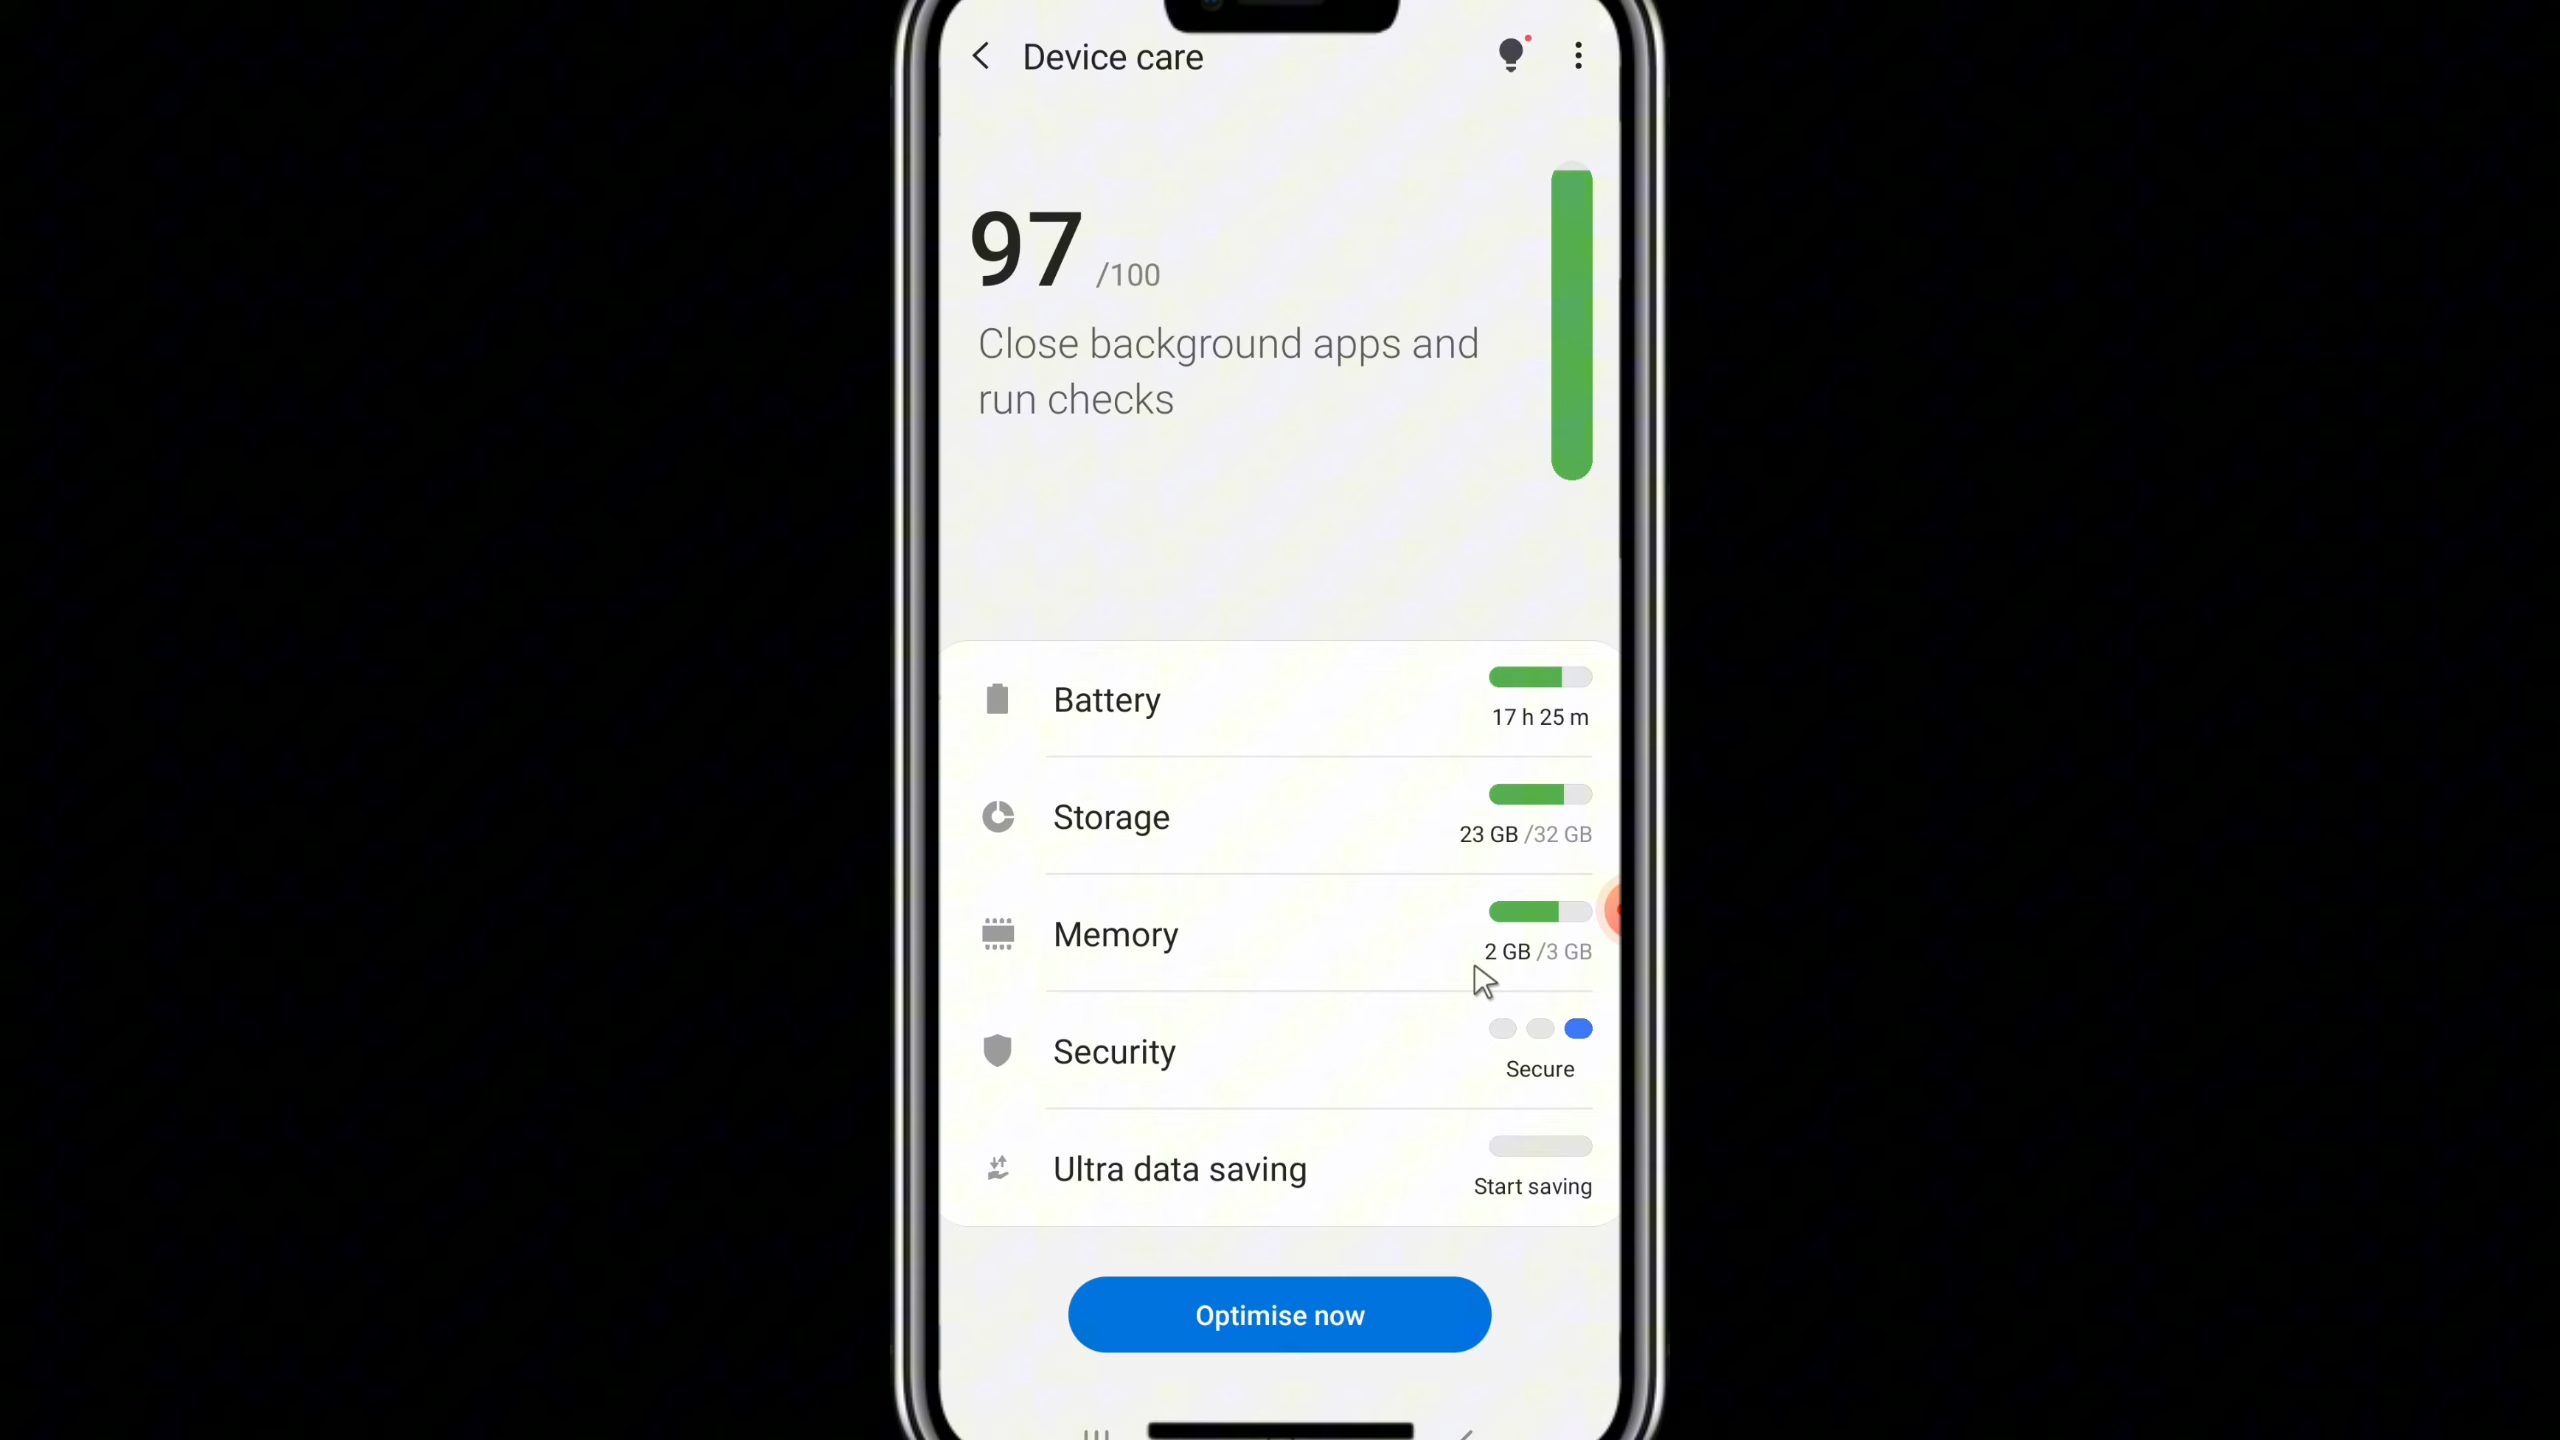 Device care
97 /100
Close background apps and
run checks
Battery
17 h 25 m
Storage
23 GB /32 GB
Memory
2 GB /3 GB
Security
Secure
Ultra data saving
Start saving
Optimise now